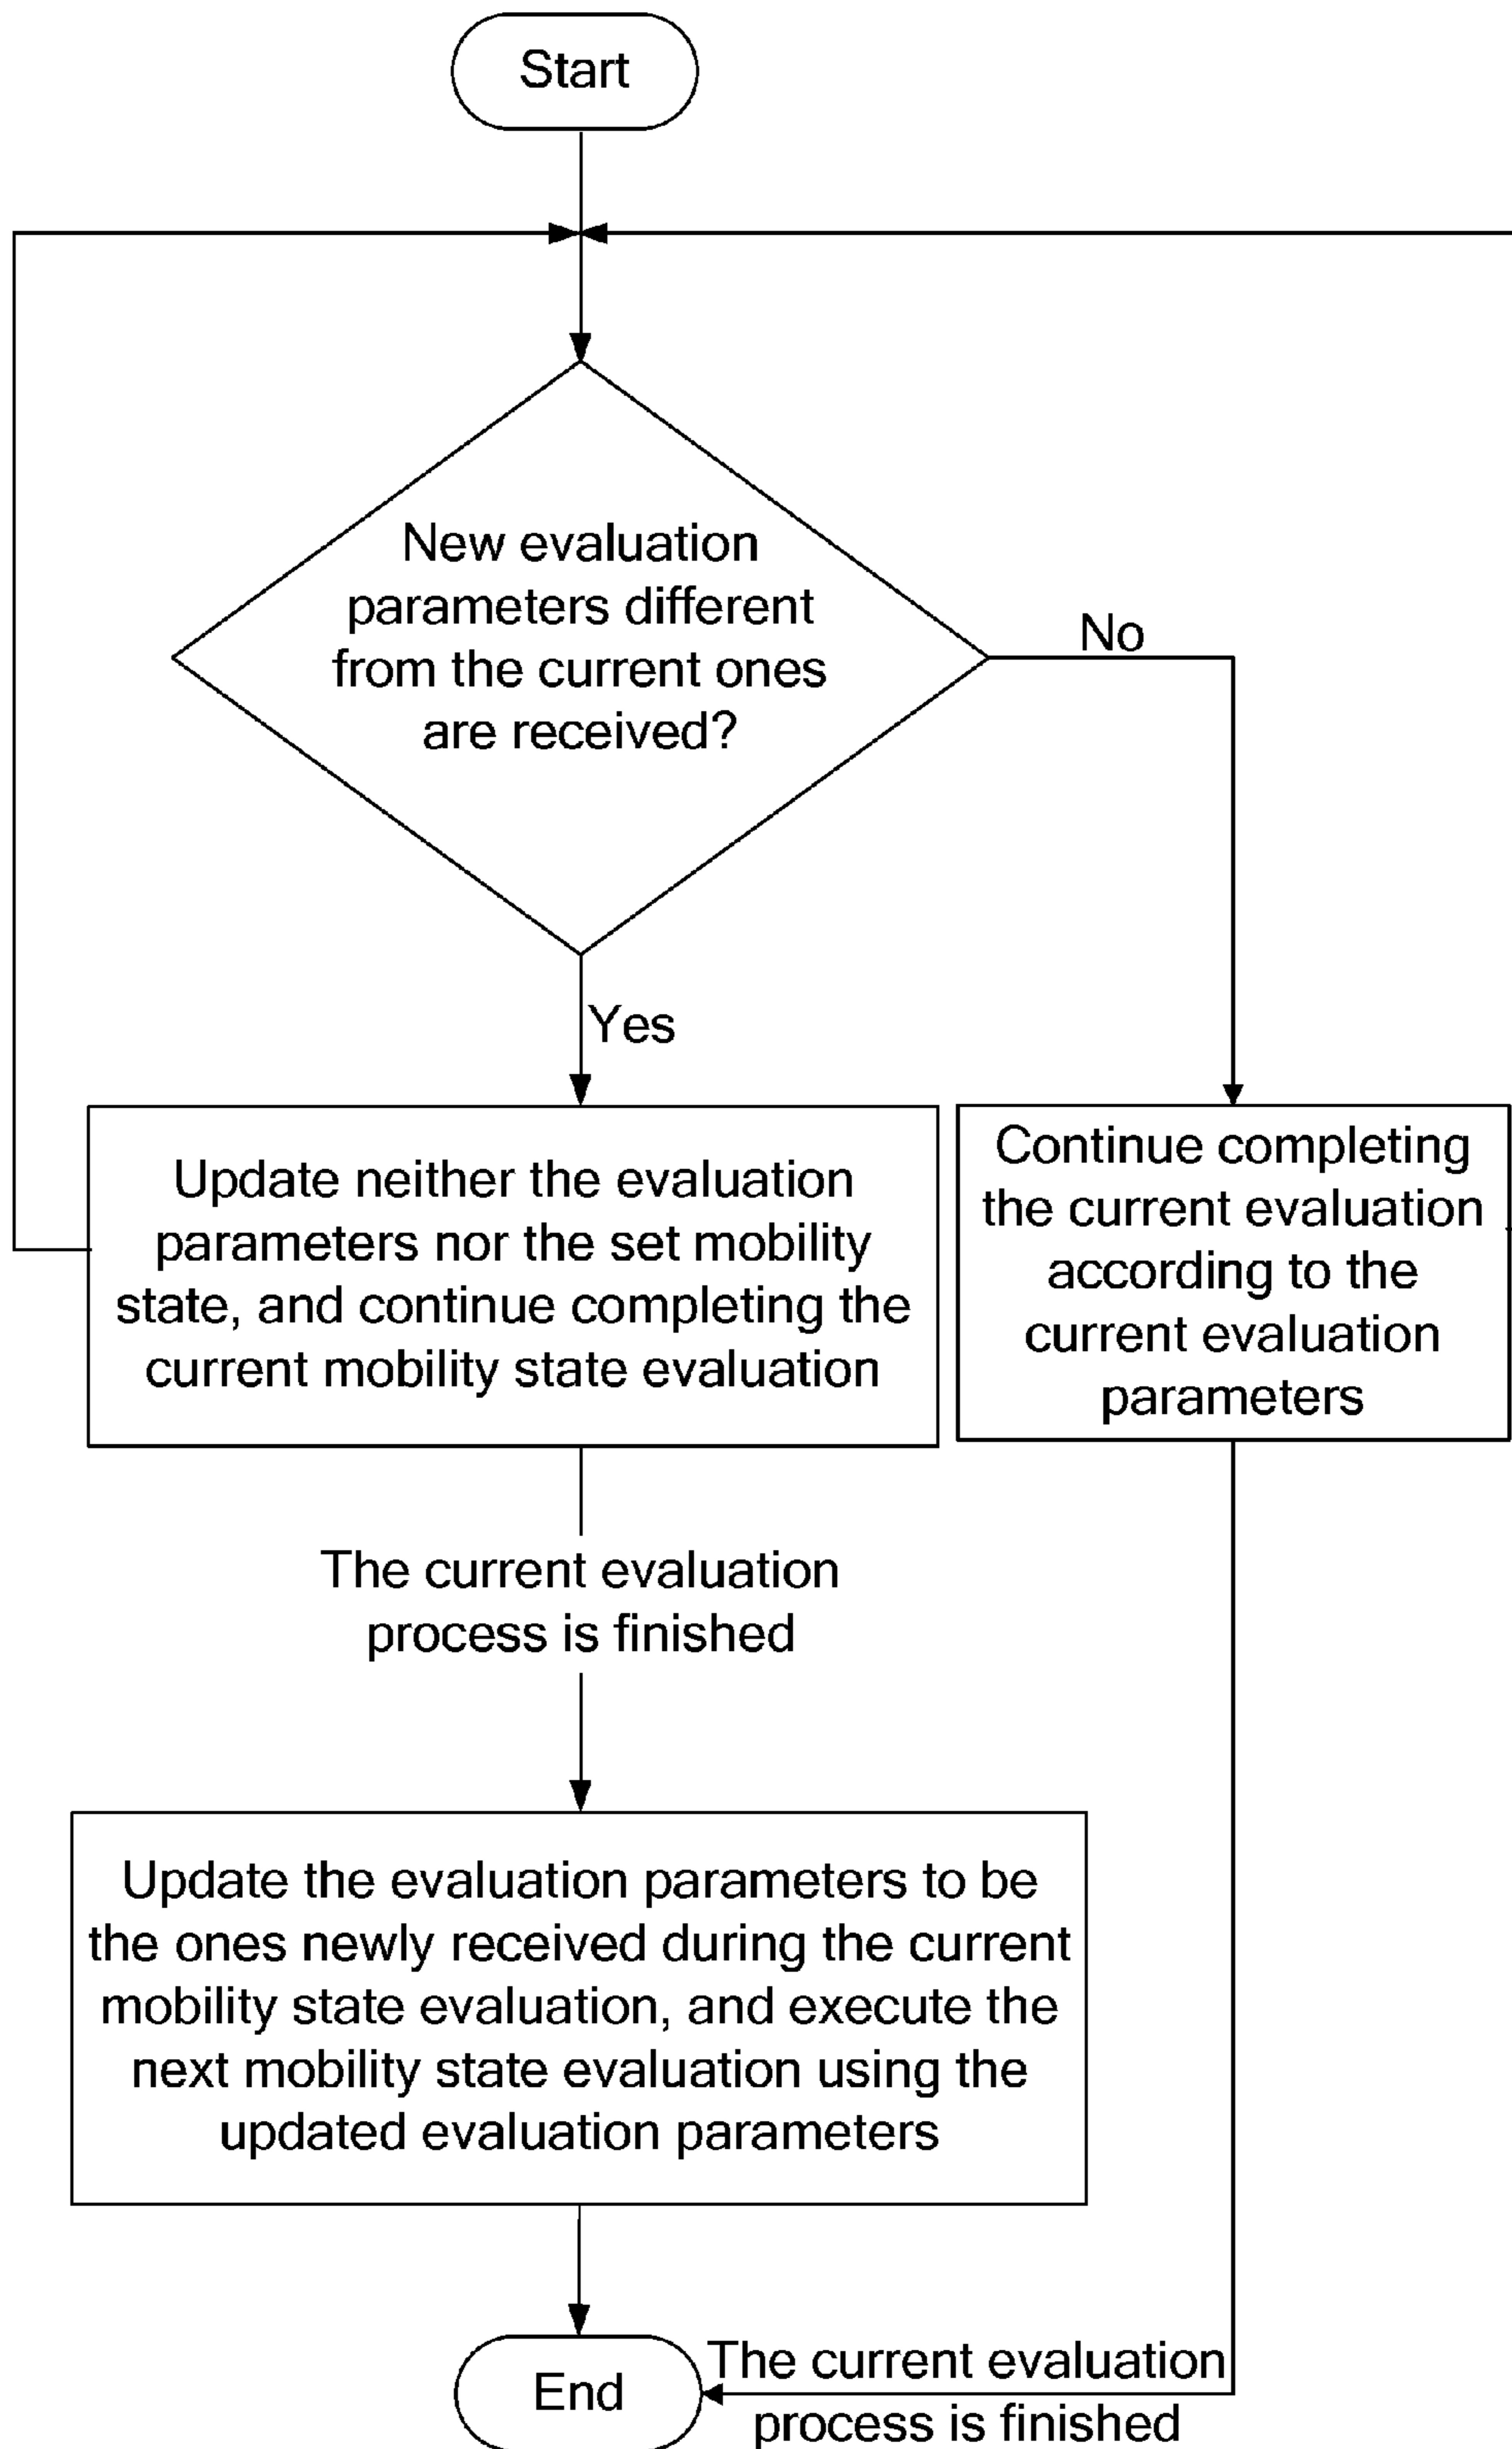 Start
New evaluation
parameters different
from the current ones
are received?
No
Yes
Update neither the evaluation
parameters nor the set mobility
state, and continue completing the
current mobility state evaluation
Continue completing
the current evaluation
according to the
current evaluation
parameters
The current evaluation
process is finished
Update the evaluation parameters to be
the ones newly received during the current
mobility state evaluation, and execute the
next mobility state evaluation using the
updated evaluation parameters
End
The current evaluation
process is finished